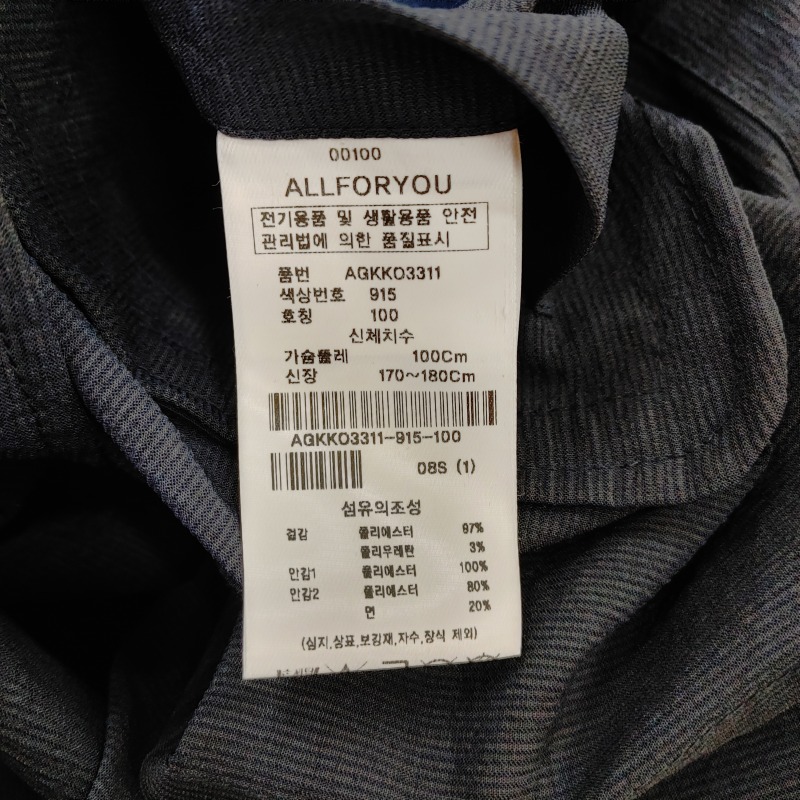 00100
ALLFORYOU
전기용품 및 생활용품 안전
관리법에 의한 품질표시
품번 AGKKO3311
색상번호 915
호칭 100
신체치수
가슴둘레 100Cm
신장 170~180Cm
AGKKO3311-915-100
08S (1)
섬유의조성
겉감 폴리에스터 97%
폴리우레탄 3%
안감1 폴리에스터 100%
안감2 폴리에스터 80%
면 20%
(심지,상표,보강재,자수,장식 제외)